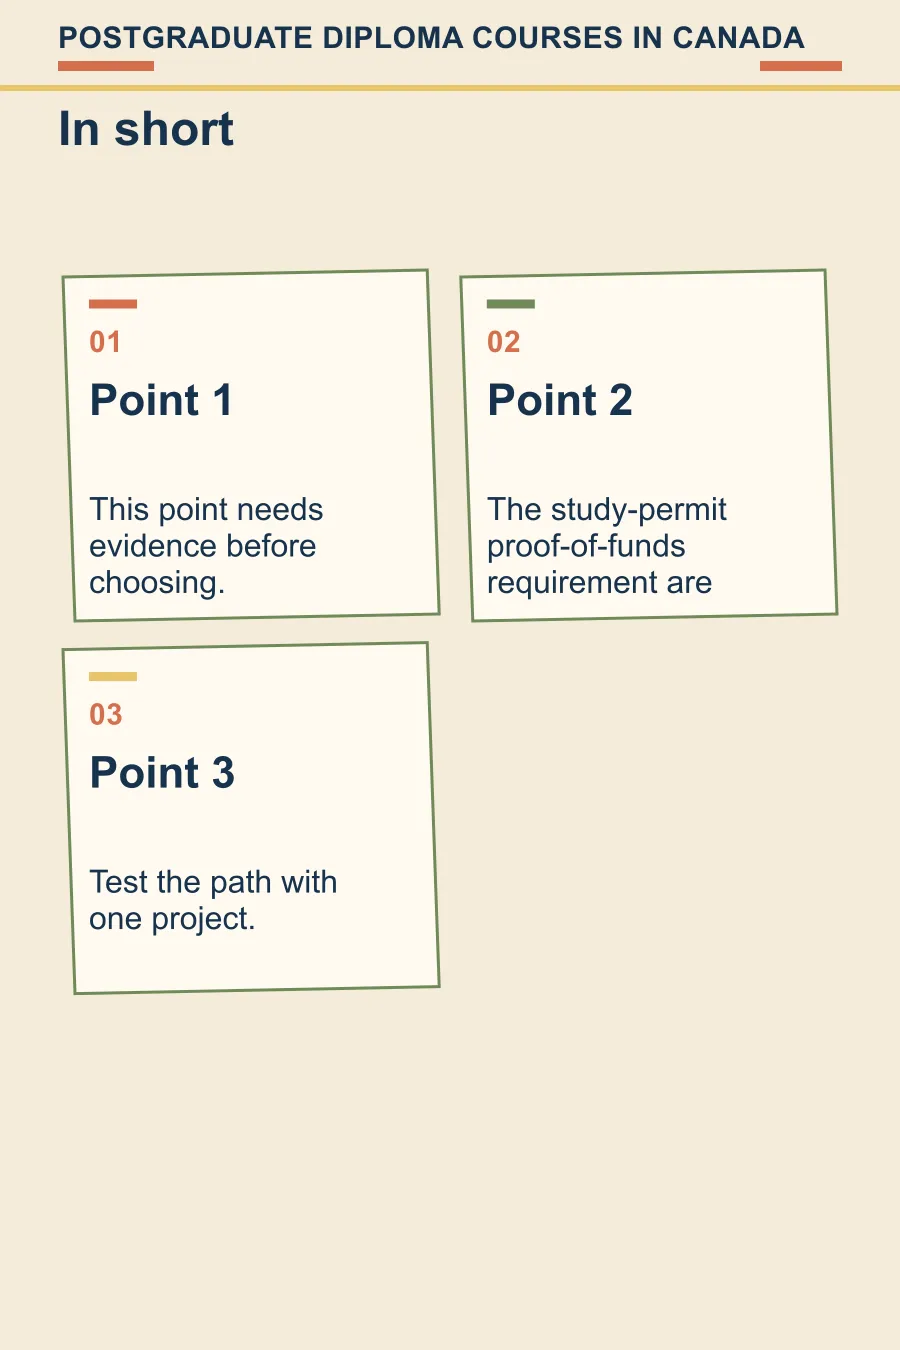 POSTGRADUATE DIPLOMA COURSES IN CANADA
In short
01
Point 1
This point needs
evidence before
choosing.
02
Point 2
The study-permit
proof-of-funds
requirement are
03
Point 3
Test the path with
one project.